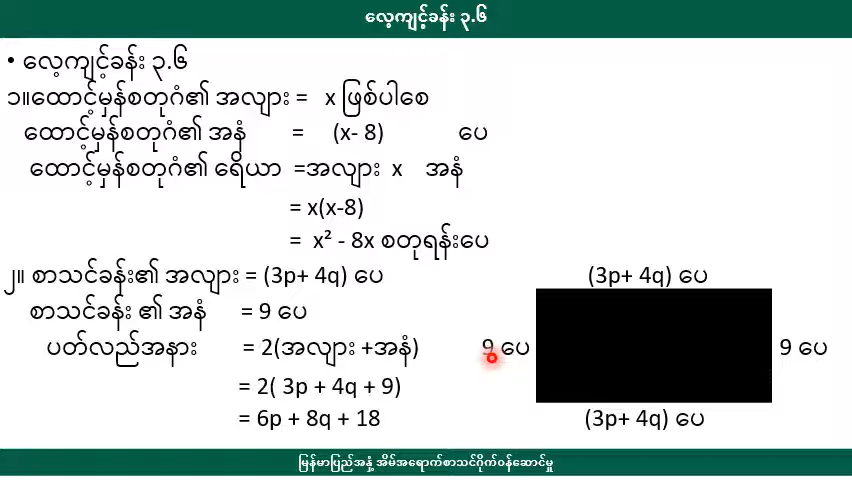 လေ့ကျင့်ခန်း ၃.၆
• လေ့ကျင့်ခန်း ၃.၆
၁။ထောင့်မှန်စတုဂံ၏ အလျား = x ဖြစ်ပါစေ
ထောင့်မှန်စတုဂံ၏ အနံ = (x- 8) ပေ
ထောင့်မှန်စတုဂံ၏ ဧရိယာ =အလျား x အနံ
= x(x-8)
= x² - 8x စတုရန်းပေ
၂။ စာသင်ခန်း၏ အလျား = (3p+ 4q) ပေ (3p+ 4q) ပေ
စာသင်ခန်း ၏ အနံ = 9 ပေ
ပတ်လည်အနား = 2(အလျား +အနံ) 9 ပေ 9 ပေ
= 2( 3p + 4q + 9)
= 6p + 8q + 18 (3p+ 4q) ပေ
မြန်မာပြည်အနှံ့ အိမ်အရောက်စာသင်ဂိုက်ဝန်ဆောင်မှု